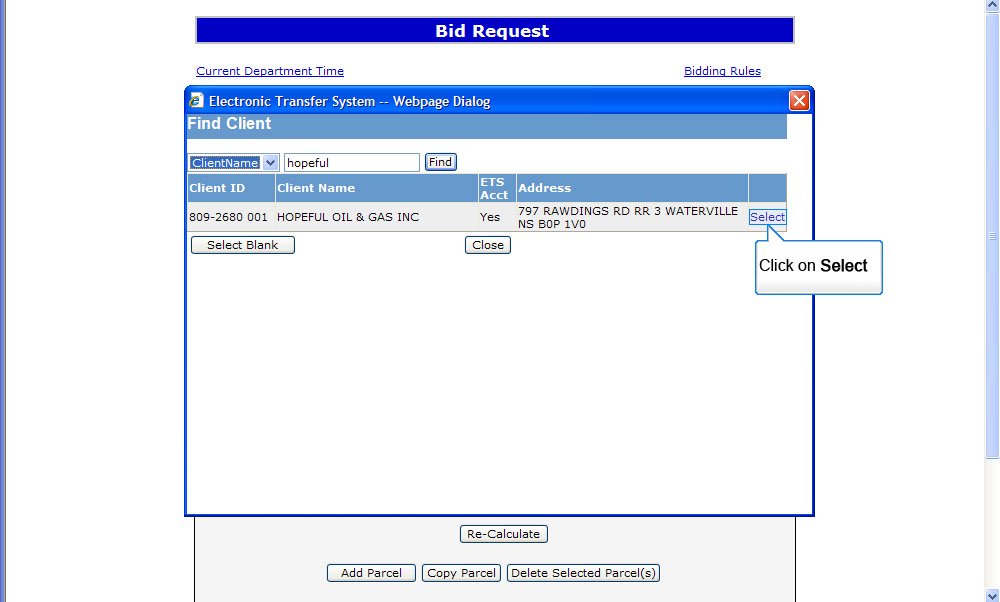 Bid Request
Current Department Time Bidding Rules
Electronic Transfer System -- Webpage Dialog
Find Client
ClientName hopeful Find
Client ID Client Name ETS Acct Address
809-2680 001 HOPEFUL OIL & GAS INC Yes 797 RAWDINGS RD RR 3 WATERVILLE NS B0P 1V0 Select
Select Blank Close
Click on Select
Re-Calculate
Add Parcel Copy Parcel Delete Selected Parcel(s)